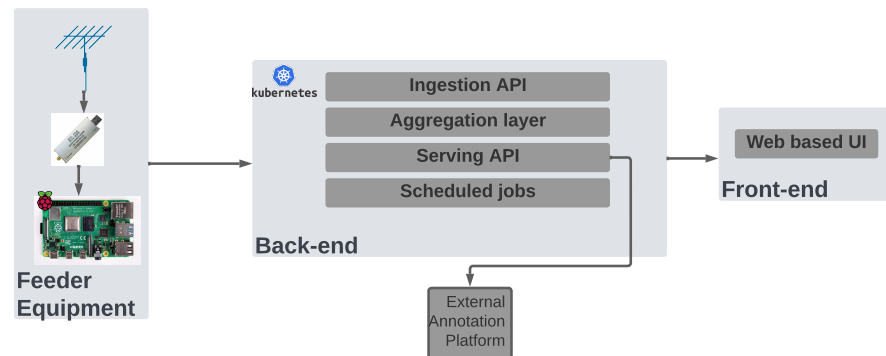 kubernetes
Ingestion API
Aggregation layer
Serving API
Scheduled jobs
Back-end
Web based UI
Front-end
Feeder
Equipment
External
Annotation
Platform